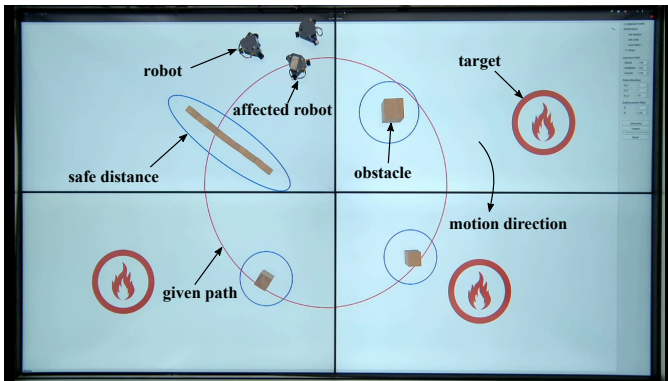 robot
target
affected robot
safe distance
obstacle
motion direction
given path